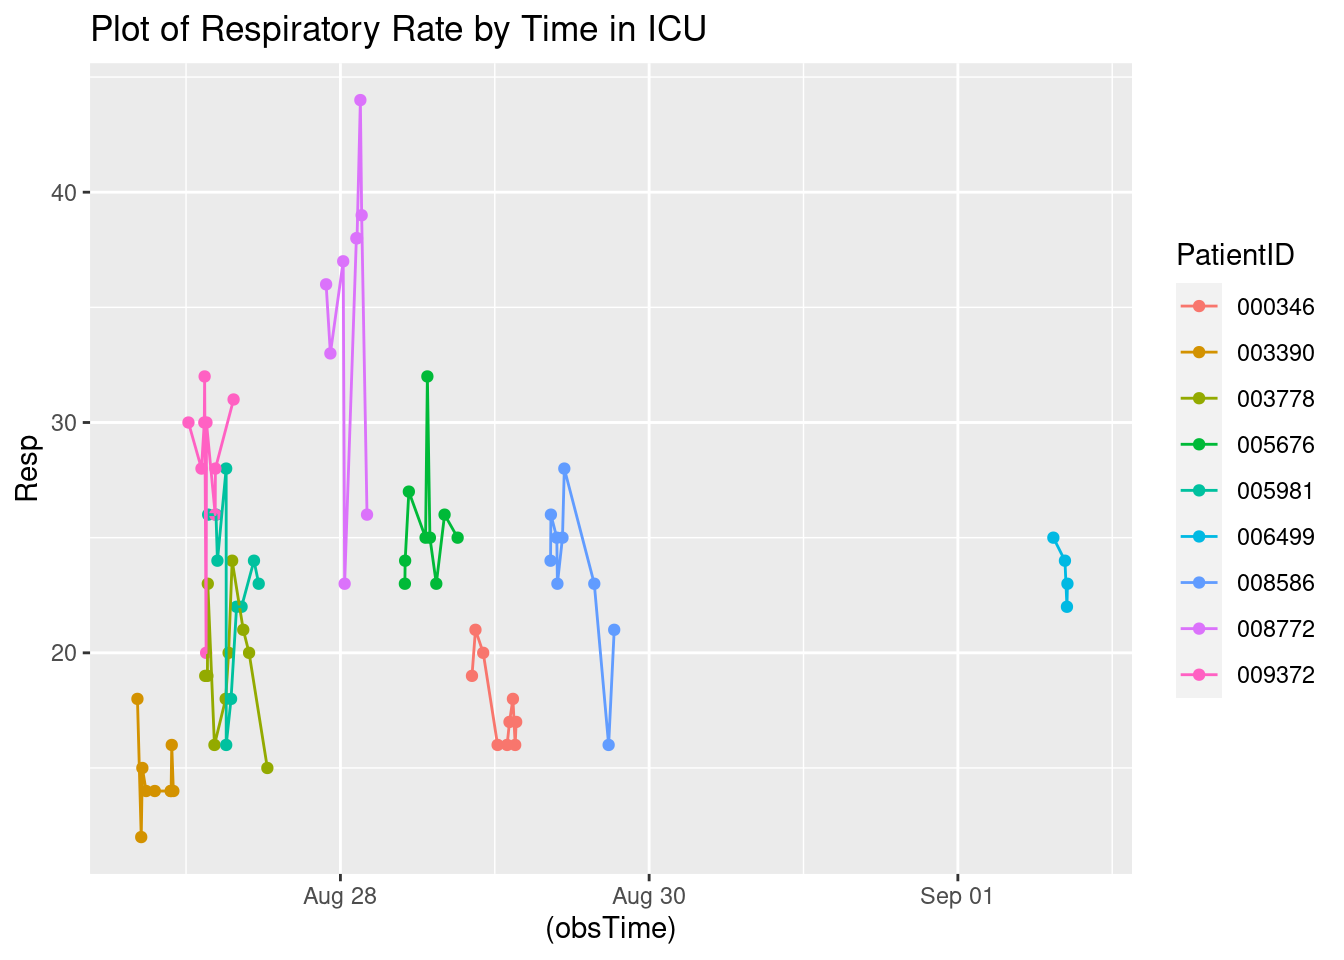 Plot of Respiratory Rate by Time in ICU
Resp
40
30
20
Aug 28
Aug 30
Sep 01
(obsTime)
PatientID
000346
003390
003778
005676
005981
006499
008586
008772
009372